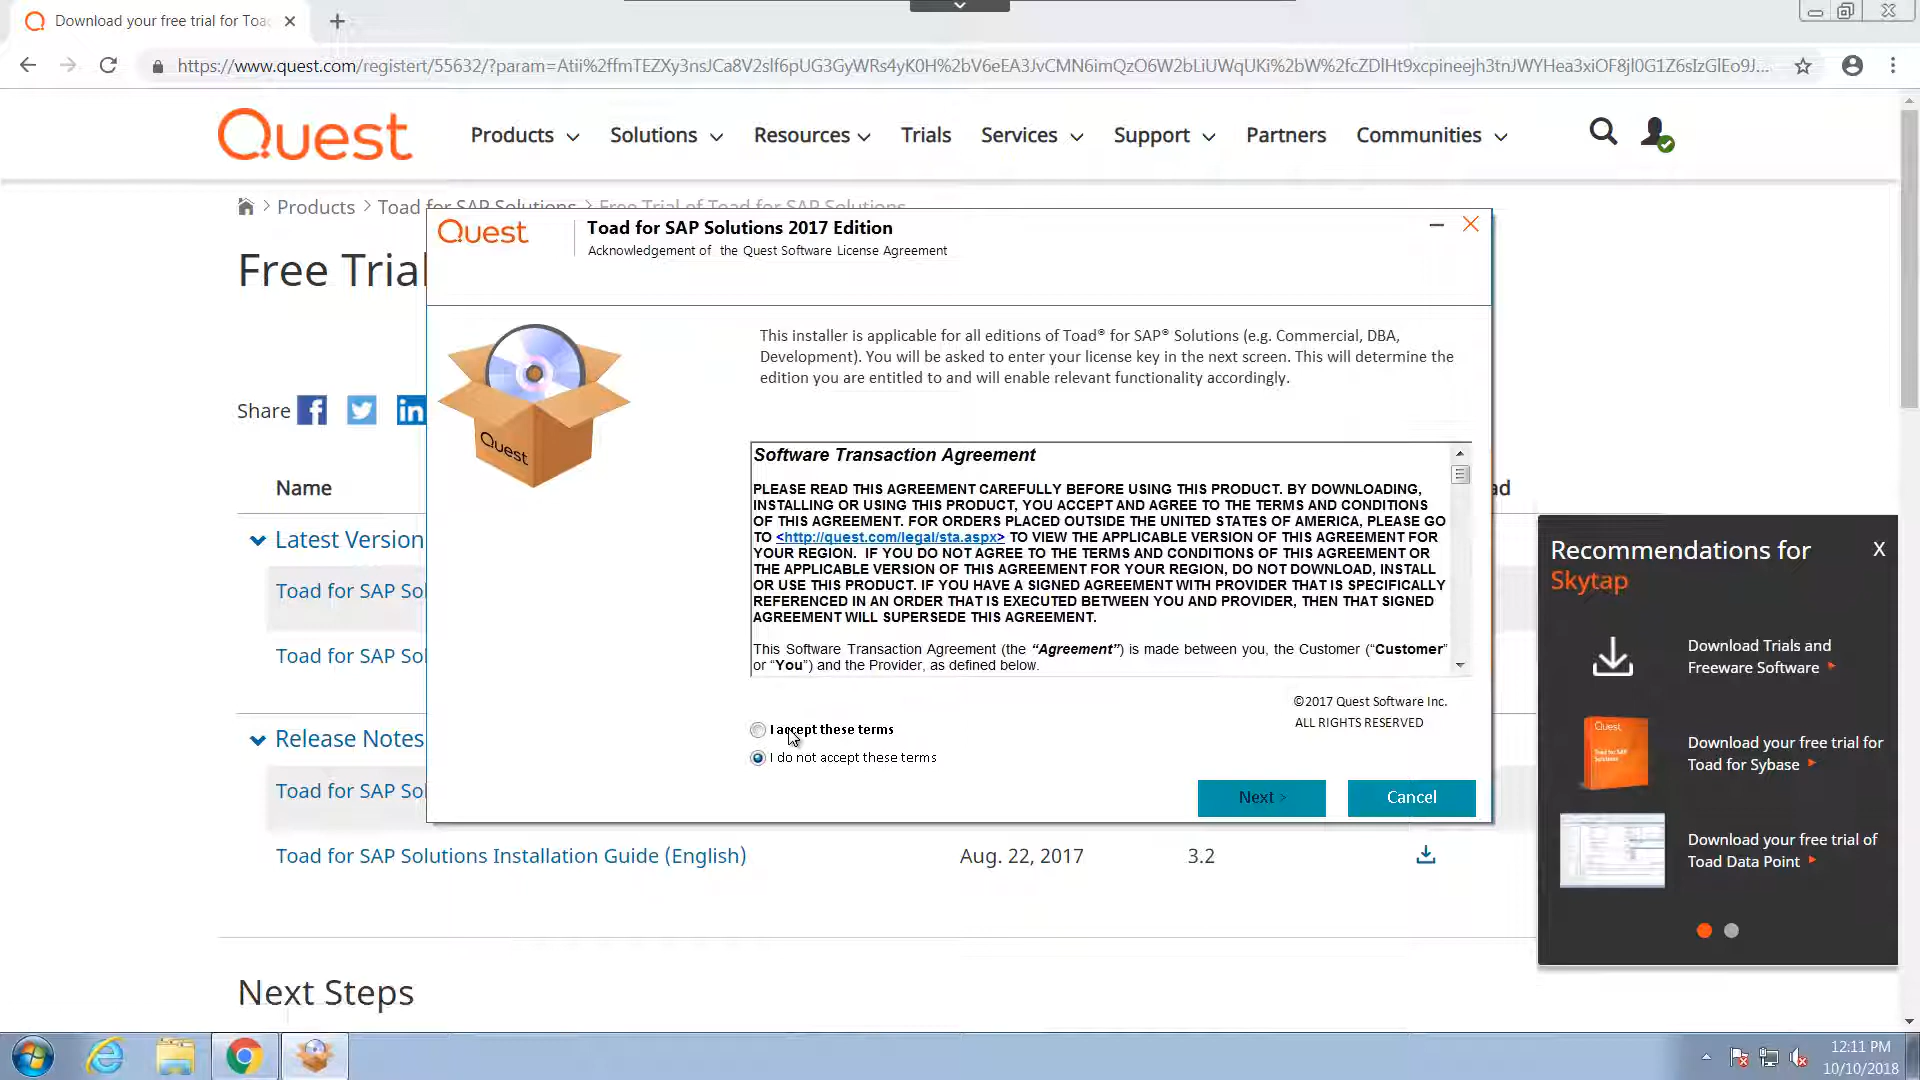 Download your free trial for Toa
https://www.quest.com/registert/55632/?param=Atii%2ffmTEZXy3nsJCa8V2slf6pUG3GyWRs4yK0H%2bV6eEA3JvCMN6imQzO6W2bLiUWqUKi%2bW%2fcZDlHt9xcpineejh3tnJWYHea3xiOF8jl0G1Z6sIzGlEo9J...
Quest
Products
Solutions
Resources
Trials
Services
Support
Partners
Communities
Products > Toad for SAP Solutions > Free Trial of Toad for SAP Solutions
Free Trial
Share
Name
Latest Version
Toad for SAP Sol
Toad for SAP Sol
Release Notes
Toad for SAP Sol
Toad for SAP Solutions Installation Guide (English) Aug. 22, 2017 3.2
Next Steps
Quest
Toad for SAP Solutions 2017 Edition
Acknowledgement of the Quest Software License Agreement
Quest
This installer is applicable for all editions of Toad® for SAP® Solutions (e.g. Commercial, DBA,
Development). You will be asked to enter your license key in the next screen. This will determine the
edition you are entitled to and will enable relevant functionality accordingly.
Software Transaction Agreement
PLEASE READ THIS AGREEMENT CAREFULLY BEFORE USING THIS PRODUCT. BY DOWNLOADING,
INSTALLING OR USING THIS PRODUCT, YOU ACCEPT AND AGREE TO THE TERMS AND CONDITIONS
OF THIS AGREEMENT. FOR ORDERS PLACED OUTSIDE THE UNITED STATES OF AMERICA, PLEASE GO
TO <http://quest.com/legal/sta.aspx> TO VIEW THE APPLICABLE VERSION OF THIS AGREEMENT FOR
YOUR REGION. IF YOU DO NOT AGREE TO THE TERMS AND CONDITIONS OF THIS AGREEMENT OR
THE APPLICABLE VERSION OF THIS AGREEMENT FOR YOUR REGION, DO NOT DOWNLOAD, INSTALL
OR USE THIS PRODUCT. IF YOU HAVE A SIGNED AGREEMENT WITH PROVIDER THAT IS SPECIFICALLY
REFERENCED IN AN ORDER THAT IS EXECUTED BETWEEN YOU AND PROVIDER, THEN THAT SIGNED
AGREEMENT WILL SUPERSEDE THIS AGREEMENT.
This Software Transaction Agreement (the “Agreement”) is made between you, the Customer (“Customer”
or “You”) and the Provider, as defined below.
©2017 Quest Software Inc.
ALL RIGHTS RESERVED
I accept these terms
I do not accept these terms
Next >
Cancel
ad
Recommendations for
Skytap
X
Download Trials and
Freeware Software
Quest
Download your free trial for
Toad for Sybase
Download your free trial of
Toad Data Point
12:11 PM
10/10/2018